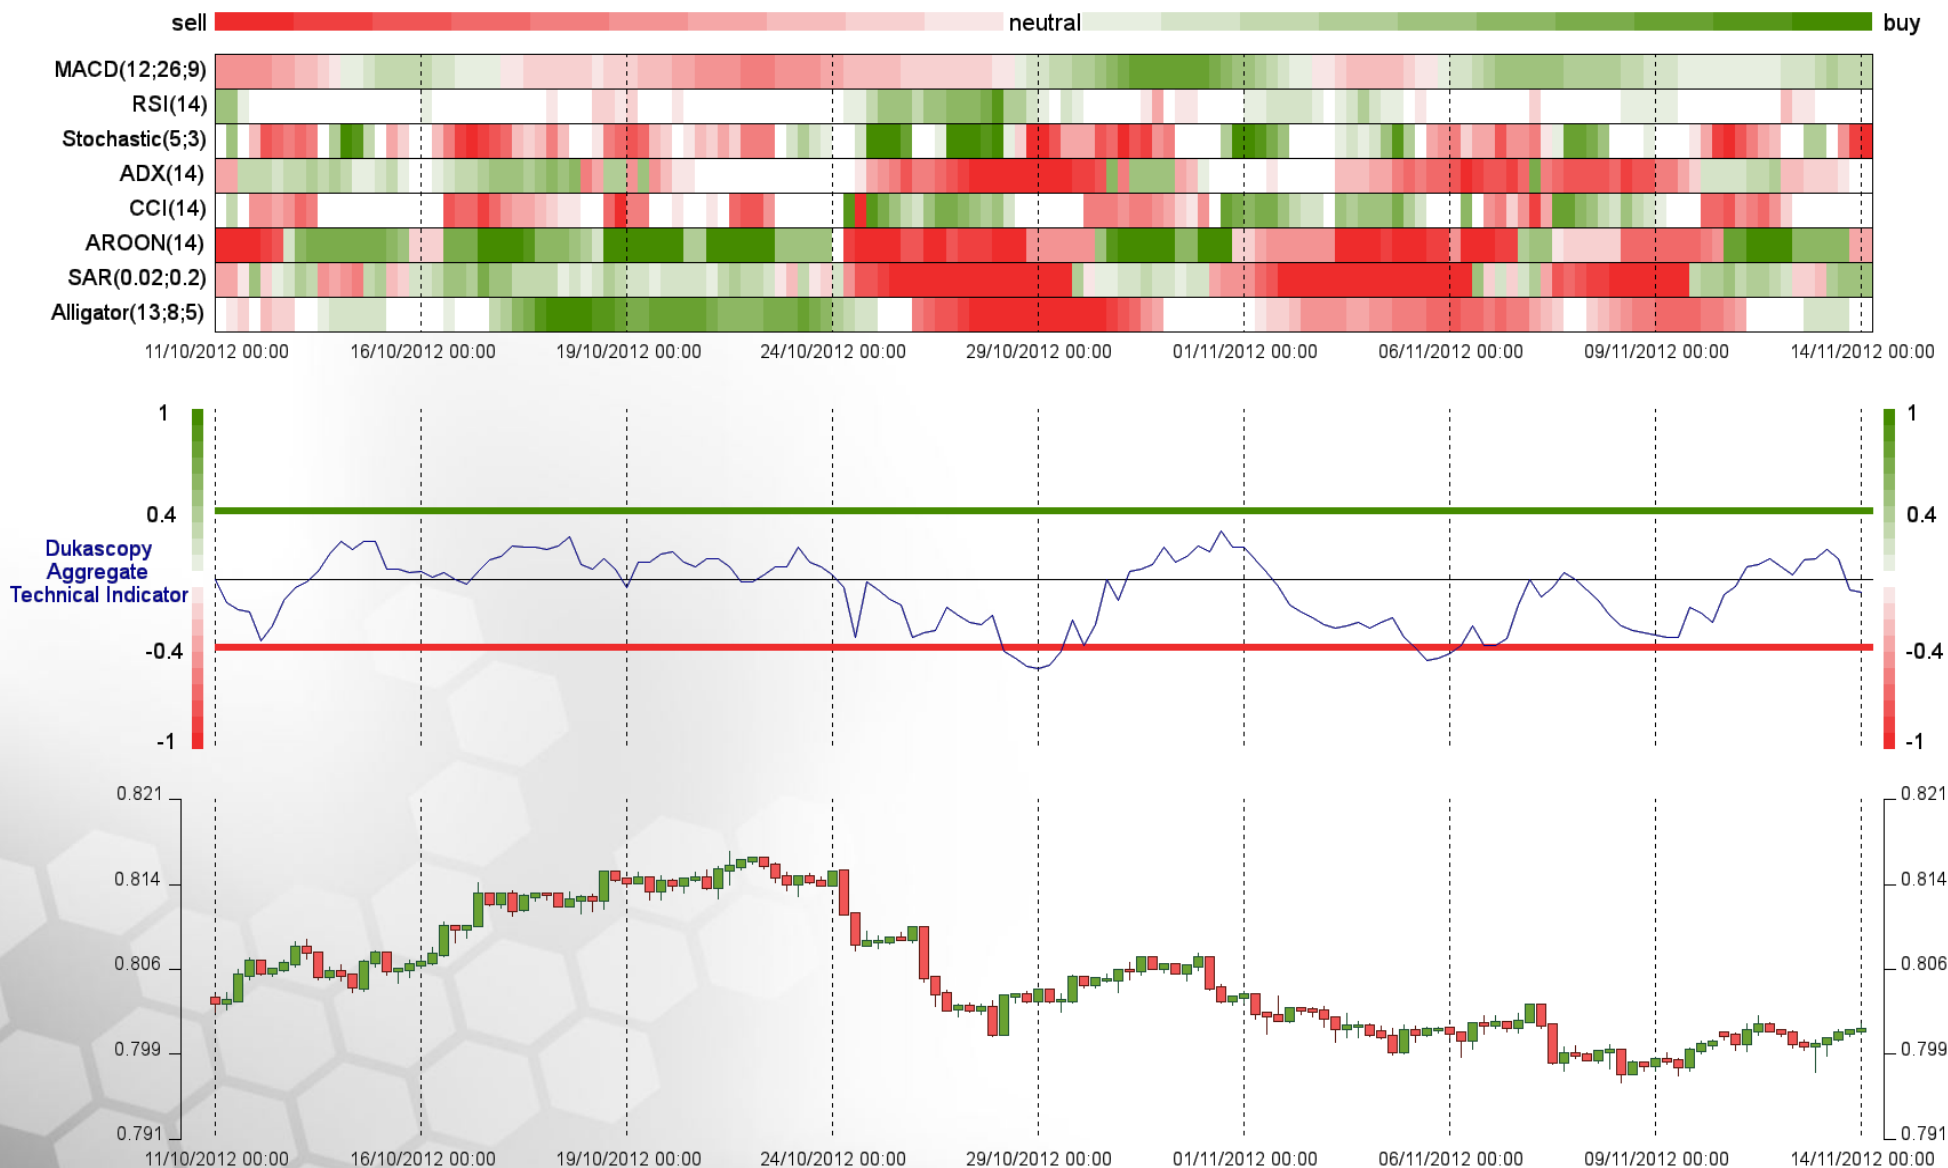 sell neutral buy
MACD(12;26;9)
RSI(14)
Stochastic(5;3)
ADX(14)
CCI(14)
AROON(14)
SAR(0.02;0.2)
Alligator(13;8;5)
11/10/2012 00:00 16/10/2012 00:00 19/10/2012 00:00 24/10/2012 00:00 29/10/2012 00:00 01/11/2012 00:00 06/11/2012 00:00 09/11/2012 00:00 14/11/2012 00:00
1 1
0.4 0.4
Dukascopy
Aggregate
Technical Indicator
-0.4 -0.4
-1 -1
0.821 0.821
0.814 0.814
0.806 0.806
0.799 0.799
0.791 0.791
11/10/2012 00:00 16/10/2012 00:00 19/10/2012 00:00 24/10/2012 00:00 29/10/2012 00:00 01/11/2012 00:00 06/11/2012 00:00 09/11/2012 00:00 14/11/2012 00:00